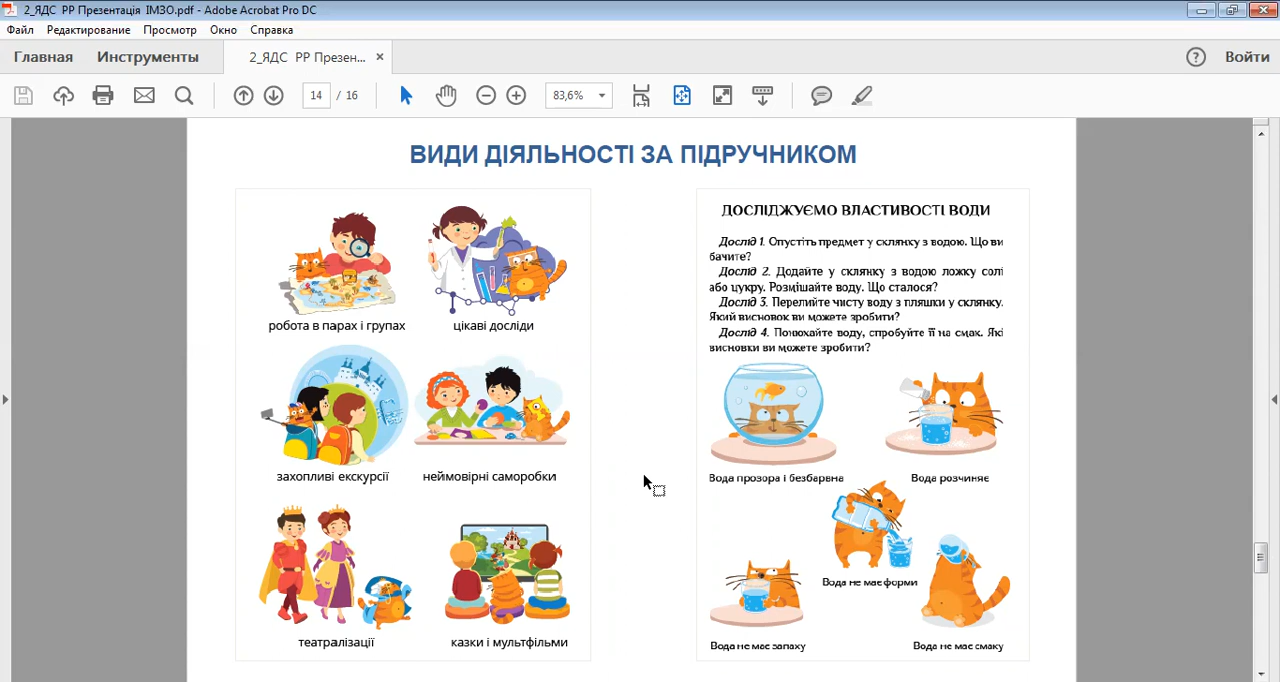 2_ЯДС РР Презентація ІМЗО.pdf - Adobe Acrobat Pro DC
Файл Редактирование Просмотр Окно Справка
Главная Инструменты 2_ЯДС РР Презен... × Войти
14 / 16 83,6%
ВИДИ ДІЯЛЬНОСТІ ЗА ПІДРУЧНИКОМ
робота в парах і групах
цікаві досліди
захопливі екскурсії
неймовірні саморобки
театралізації
казки і мультфільми
ДОСЛІДЖУЄМО ВЛАСТИВОСТІ ВОДИ
Дослід 1. Опустіть предмет у склянку з водою. Що ви
бачите?
Дослід 2. Додайте у склянку з водою ложку солі
або цукру. Розмішайте воду. Що сталося?
Дослід 3. Перелийте чисту воду з пляшки у склянку.
Який висновок ви можете зробити?
Дослід 4. Понюхайте воду, спробуйте її на смак. Які
висновки ви можете зробити?
Вода прозора і безбарвна
Вода розчиняє
Вода не має форми
Вода не має запаху
Вода не має смаку